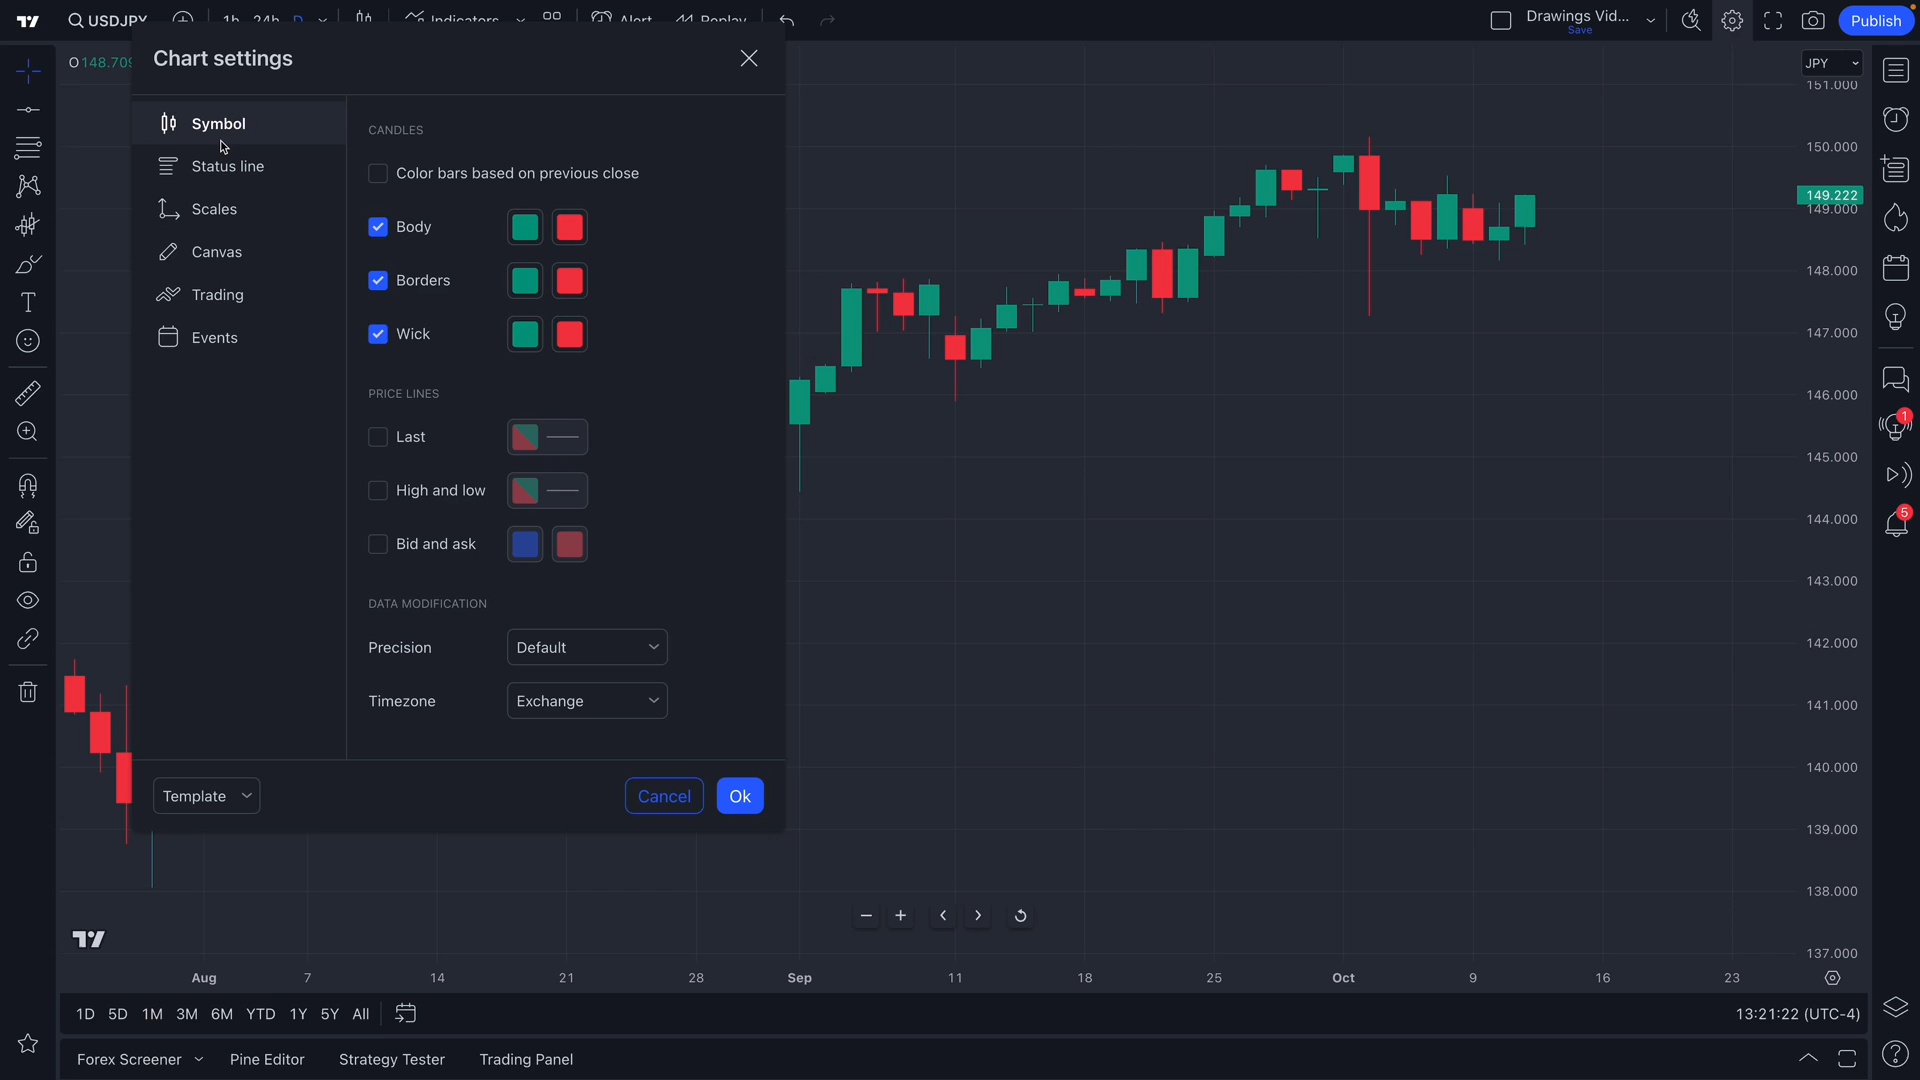 USDJPY
1h
24h
D
Indicators
Alert
Replay
Drawings Vid...
Save
Publish
O148.709
Chart settings
Symbol
Status line
Scales
Canvas
Trading
Events
CANDLES
Color bars based on previous close
Body
Borders
Wick
PRICE LINES
Last
High and low
Bid and ask
DATA MODIFICATION
Precision
Default
Timezone
Exchange
Template
Cancel
Ok
JPY
151.000
150.000
149.222
149.000
148.000
147.000
146.000
145.000
144.000
143.000
142.000
141.000
140.000
139.000
138.000
137.000
1
5
Aug
7
14
21
28
Sep
11
18
25
Oct
9
16
23
1D 5D 1M 3M 6M YTD 1Y 5Y All
13:21:22 (UTC-4)
Forex Screener
Pine Editor
Strategy Tester
Trading Panel